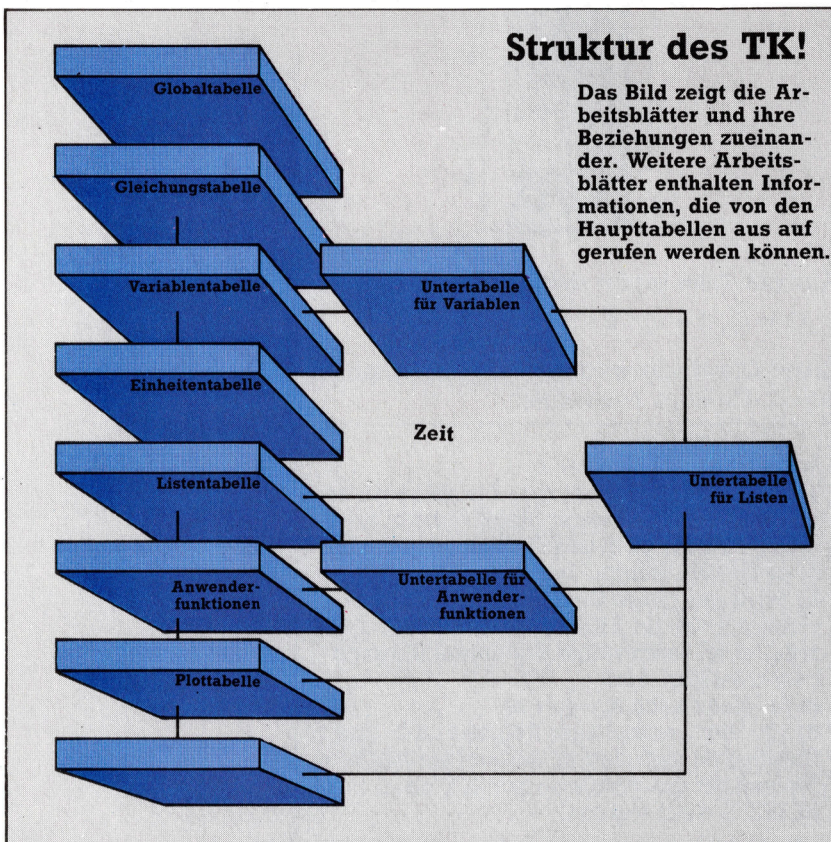 Struktur des TK!
Das Bild zeigt die Ar-
beitsblätter und ihre
Beziehungen zueinan-
der. Weitere Arbeits-
blätter enthalten Infor-
mationen, die von den
Haupttabellen aus auf
gerufen werden können.
Globaltabelle
Gleichungstabelle
Variablentabelle
Untertabelle
für Variablen
Einheitentabelle
Zeit
Listentabelle
Untertabelle
für Listen
Anwender-
funktionen
Untertabelle für
Anwender-
funktionen
Plottabelle